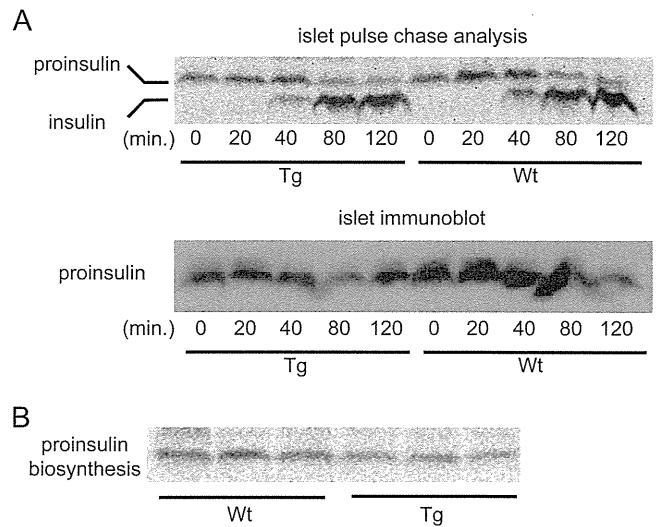 A
islet pulse chase analysis
proinsulin
insulin
(min.) 0 20 40 80 120 0 20 40 80 120
Tg Wt
islet immunoblot
proinsulin
(min.) 0 20 40 80 120 0 20 40 80 120
Tg Wt
B
proinsulin
biosynthesis
Wt Tg